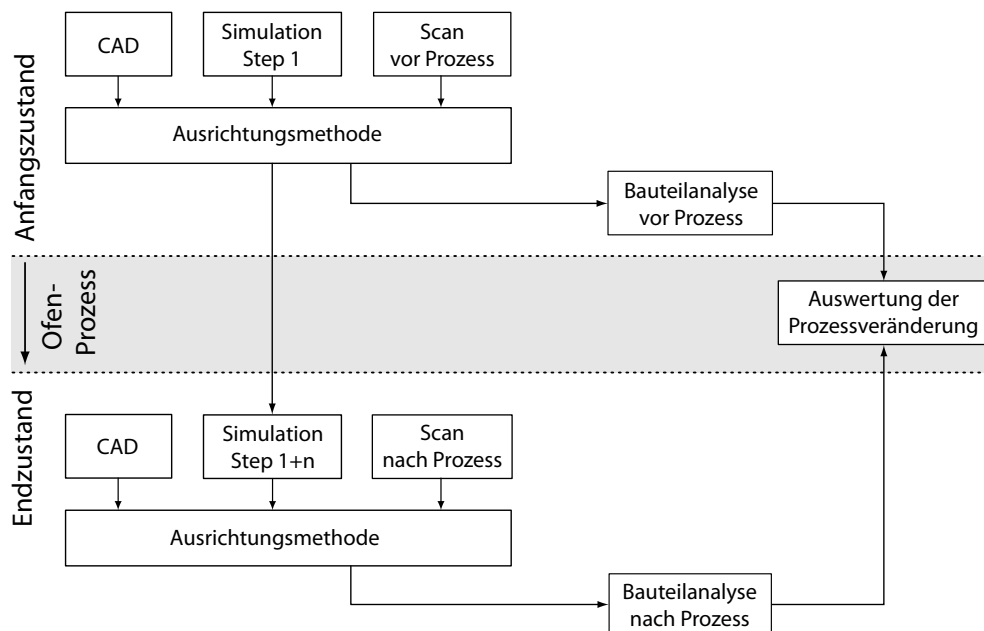 Anfangszustand
CAD
Simulation
Step 1
Scan
vor Prozess
Ausrichtungsmethode
Bauteilanalyse
vor Prozess
Ofen-
Prozess
Auswertung der
Prozessveränderung
Endzustand
CAD
Simulation
Step 1+n
Scan
nach Prozess
Ausrichtungsmethode
Bauteilanalyse
nach Prozess